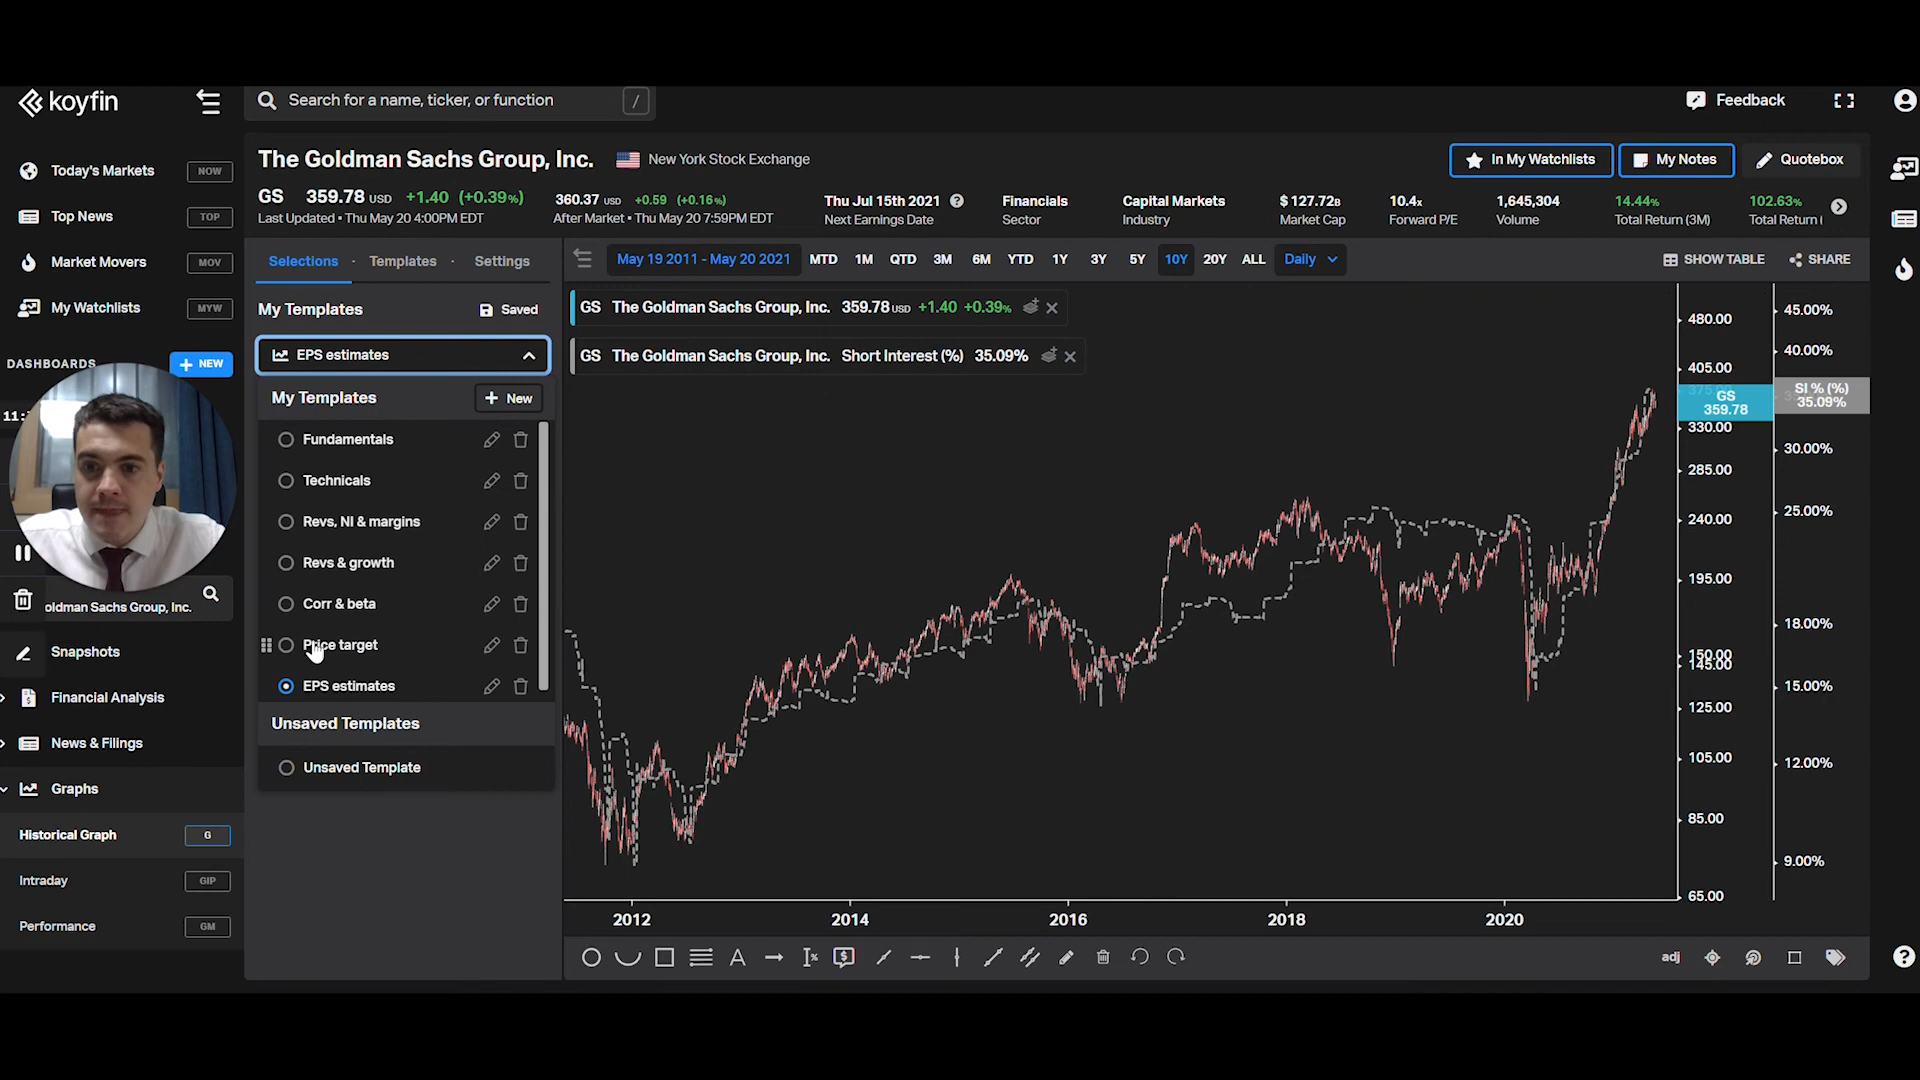 koyfin
Search for a name, ticker, or function
/
Feedback
The Goldman Sachs Group, Inc.
New York Stock Exchange
In My Watchlists
My Notes
Quotebox
GS 359.78 USD +1.40 (+0.39%)
Last Updated • Thu May 20 4:00PM EDT
360.37 USD +0.59 (+0.16%)
After Market • Thu May 20 7:59PM EDT
Thu Jul 15th 2021
Next Earnings Date
Financials
Sector
Capital Markets
Industry
$ 127.72B
Market Cap
10.4x
Forward P/E
1,645,304
Volume
14.44%
Total Return (3M)
102.63%
Total Return (
Today's Markets NOW
Top News TOP
Market Movers MOV
My Watchlists MYW
DASHBOARDS
+ NEW
11:
oldman Sachs Group, Inc.
Snapshots
Financial Analysis
News & Filings
Graphs
Historical Graph G
Intraday GIP
Performance GM
Selections · Templates · Settings
My Templates
Saved
EPS estimates
My Templates
+ New
Fundamentals
Technicals
Revs, NI & margins
Revs & growth
Corr & beta
Price target
EPS estimates
Unsaved Templates
Unsaved Template
May 19 2011 - May 20 2021
MTD 1M QTD 3M 6M YTD 1Y 3Y 5Y 10Y 20Y ALL
Daily
SHOW TABLE
SHARE
GS The Goldman Sachs Group, Inc. 359.78 USD +1.40 +0.39%
GS The Goldman Sachs Group, Inc. Short Interest (%) 35.09%
480.00
405.00
GS
359.78
330.00
285.00
240.00
195.00
150.00
145.00
125.00
105.00
85.00
65.00
45.00%
40.00%
SI % (%)
35.09%
30.00%
25.00%
18.00%
15.00%
12.00%
9.00%
2012 2014 2016 2018 2020
A
adj